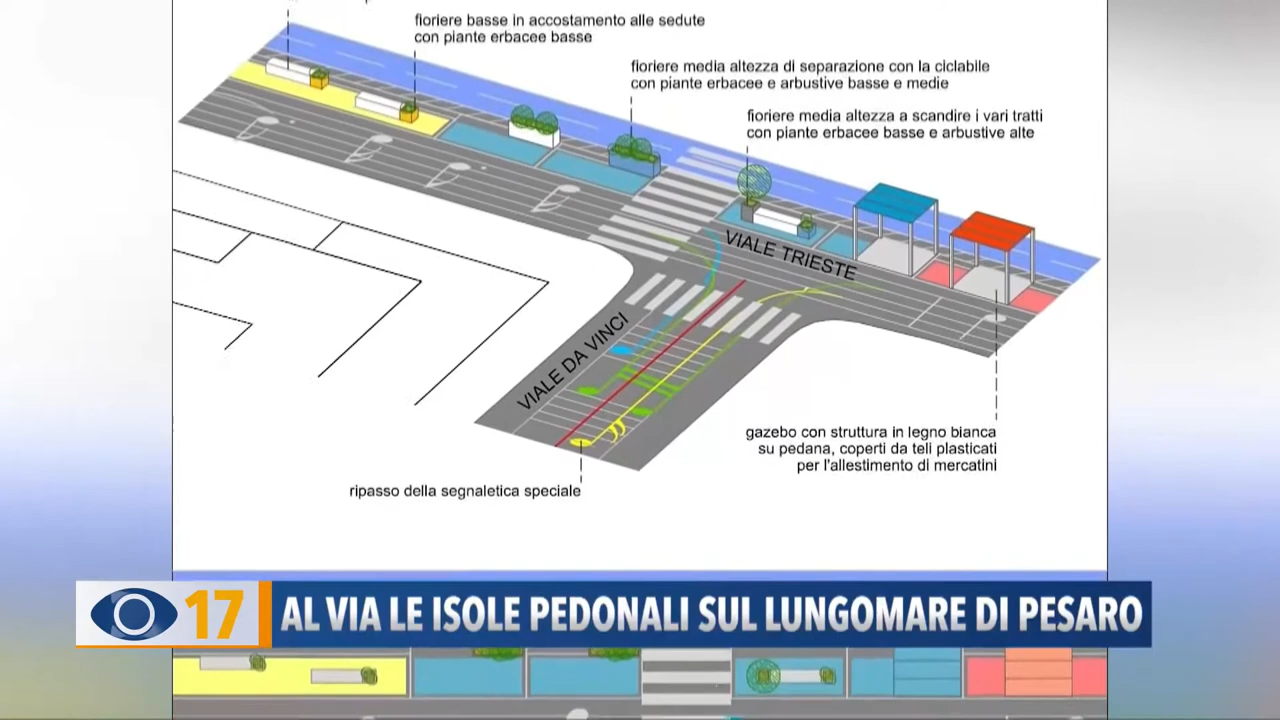 fioriere basse in accostamento alle sedute
con piante erbacee basse
fioriere media altezza di separazione con la ciclabile
con piante erbacee e arbustive basse e medie
fioriere media altezza a scandire i vari tratti
con piante erbacee basse e arbustive alte
VIALE TRIESTE
VIALE DA VINCI
gazebo con struttura in legno bianca
su pedana, coperti da teli plasticati
per l'allestimento di mercatini
ripasso della segnaletica speciale
17
AL VIA LE ISOLE PEDONALI SUL LUNGOMARE DI PESARO